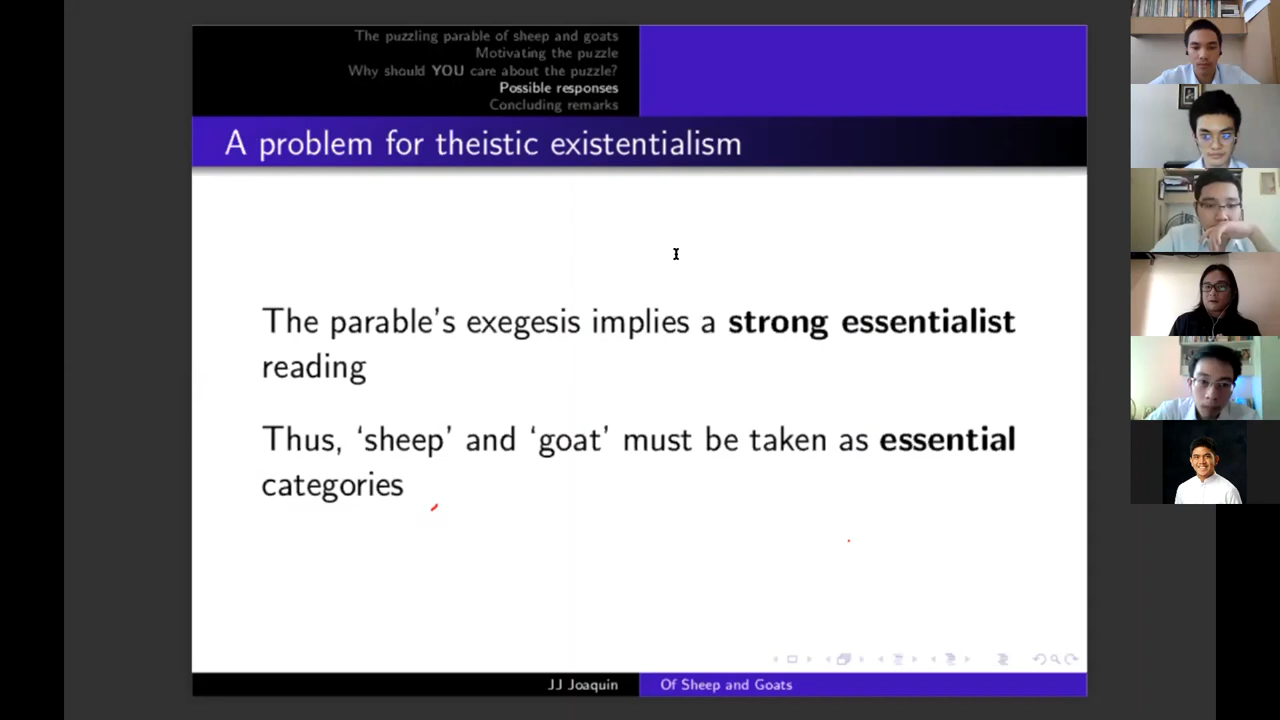 The puzzling parable of sheep and goats
Motivating the puzzle
Why should YOU care about the puzzle?
Possible responses
Concluding remarks
A problem for theistic existentialism
The parable's exegesis implies a strong essentialist
reading
Thus, ‘sheep’ and ‘goat’ must be taken as essential
categories
JJ Joaquin
Of Sheep and Goats